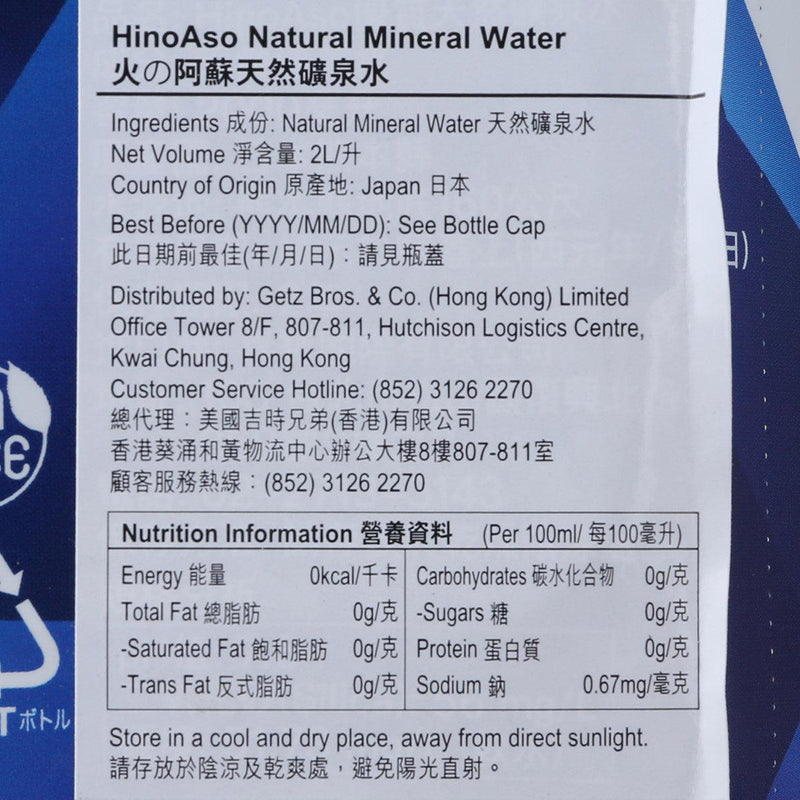 HinoAso Natural Mineral Water
火の阿蘇天然礦泉水
Ingredients 成份: Natural Mineral Water 天然礦泉水
Net Volume 淨含量: 2L/升
Country of Origin 原產地: Japan 日本
Best Before (YYYY/MM/DD): See Bottle Cap
此日期前最佳(年/月/日)：請見瓶蓋
日)
Distributed by: Getz Bros. & Co. (Hong Kong) Limited
Office Tower 8/F, 807-811, Hutchison Logistics Centre,
Kwai Chung, Hong Kong
Customer Service Hotline: (852) 3126 2270
總代理：美國吉時兄弟(香港)有限公司
香港葵涌和黃物流中心辦公大樓8樓807-811室
顧客服務熱線：(852) 3126 2270
Nutrition Information 營養資料 (Per 100ml/ 每100毫升)
Energy 能量 0kcal/千卡 Carbohydrates 碳水化合物 0g/克
Total Fat 總脂肪 0g/克 -Sugars 糖 0g/克
-Saturated Fat 飽和脂肪 0g/克 Protein 蛋白質 0g/克
-Trans Fat 反式脂肪 0g/克 Sodium 鈉 0.67mg/毫克
ボトル
Store in a cool and dry place, away from direct sunlight.
請存放於陰涼及乾爽處，避免陽光直射。